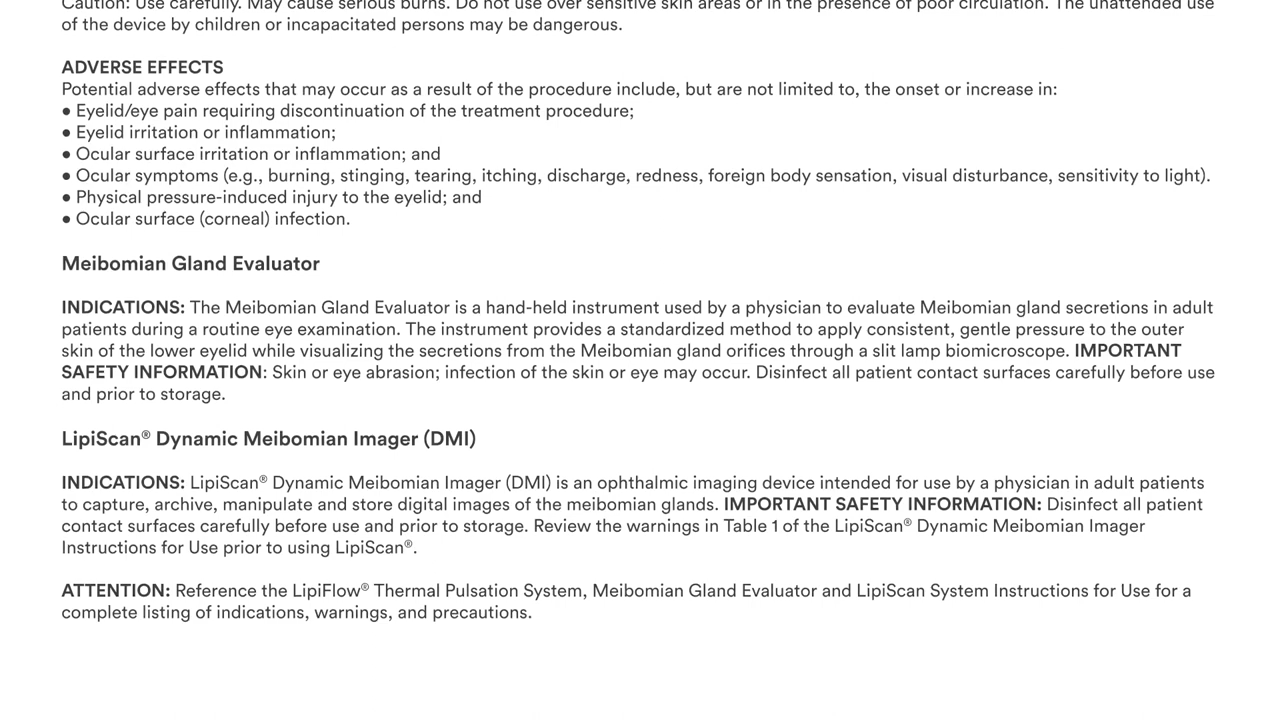 Caution: Use carefully. May cause serious burns. Do not use over sensitive skin areas or in the presence of poor circulation. The unattended use
of the device by children or incapacitated persons may be dangerous.
ADVERSE EFFECTS
Potential adverse effects that may occur as a result of the procedure include, but are not limited to, the onset or increase in:
• Eyelid/eye pain requiring discontinuation of the treatment procedure;
• Eyelid irritation or inflammation;
• Ocular surface irritation or inflammation; and
• Ocular symptoms (e.g., burning, stinging, tearing, itching, discharge, redness, foreign body sensation, visual disturbance, sensitivity to light).
• Physical pressure-induced injury to the eyelid; and
• Ocular surface (corneal) infection.
Meibomian Gland Evaluator
INDICATIONS: The Meibomian Gland Evaluator is a hand-held instrument used by a physician to evaluate Meibomian gland secretions in adult
patients during a routine eye examination. The instrument provides a standardized method to apply consistent, gentle pressure to the outer
skin of the lower eyelid while visualizing the secretions from the Meibomian gland orifices through a slit lamp biomicroscope. IMPORTANT
SAFETY INFORMATION: Skin or eye abrasion; infection of the skin or eye may occur. Disinfect all patient contact surfaces carefully before use
and prior to storage.
LipiScan® Dynamic Meibomian Imager (DMI)
INDICATIONS: LipiScan® Dynamic Meibomian Imager (DMI) is an ophthalmic imaging device intended for use by a physician in adult patients
to capture, archive, manipulate and store digital images of the meibomian glands. IMPORTANT SAFETY INFORMATION: Disinfect all patient
contact surfaces carefully before use and prior to storage. Review the warnings in Table 1 of the LipiScan® Dynamic Meibomian Imager
Instructions for Use prior to using LipiScan®.
ATTENTION: Reference the LipiFlow® Thermal Pulsation System, Meibomian Gland Evaluator and LipiScan System Instructions for Use for a
complete listing of indications, warnings, and precautions.